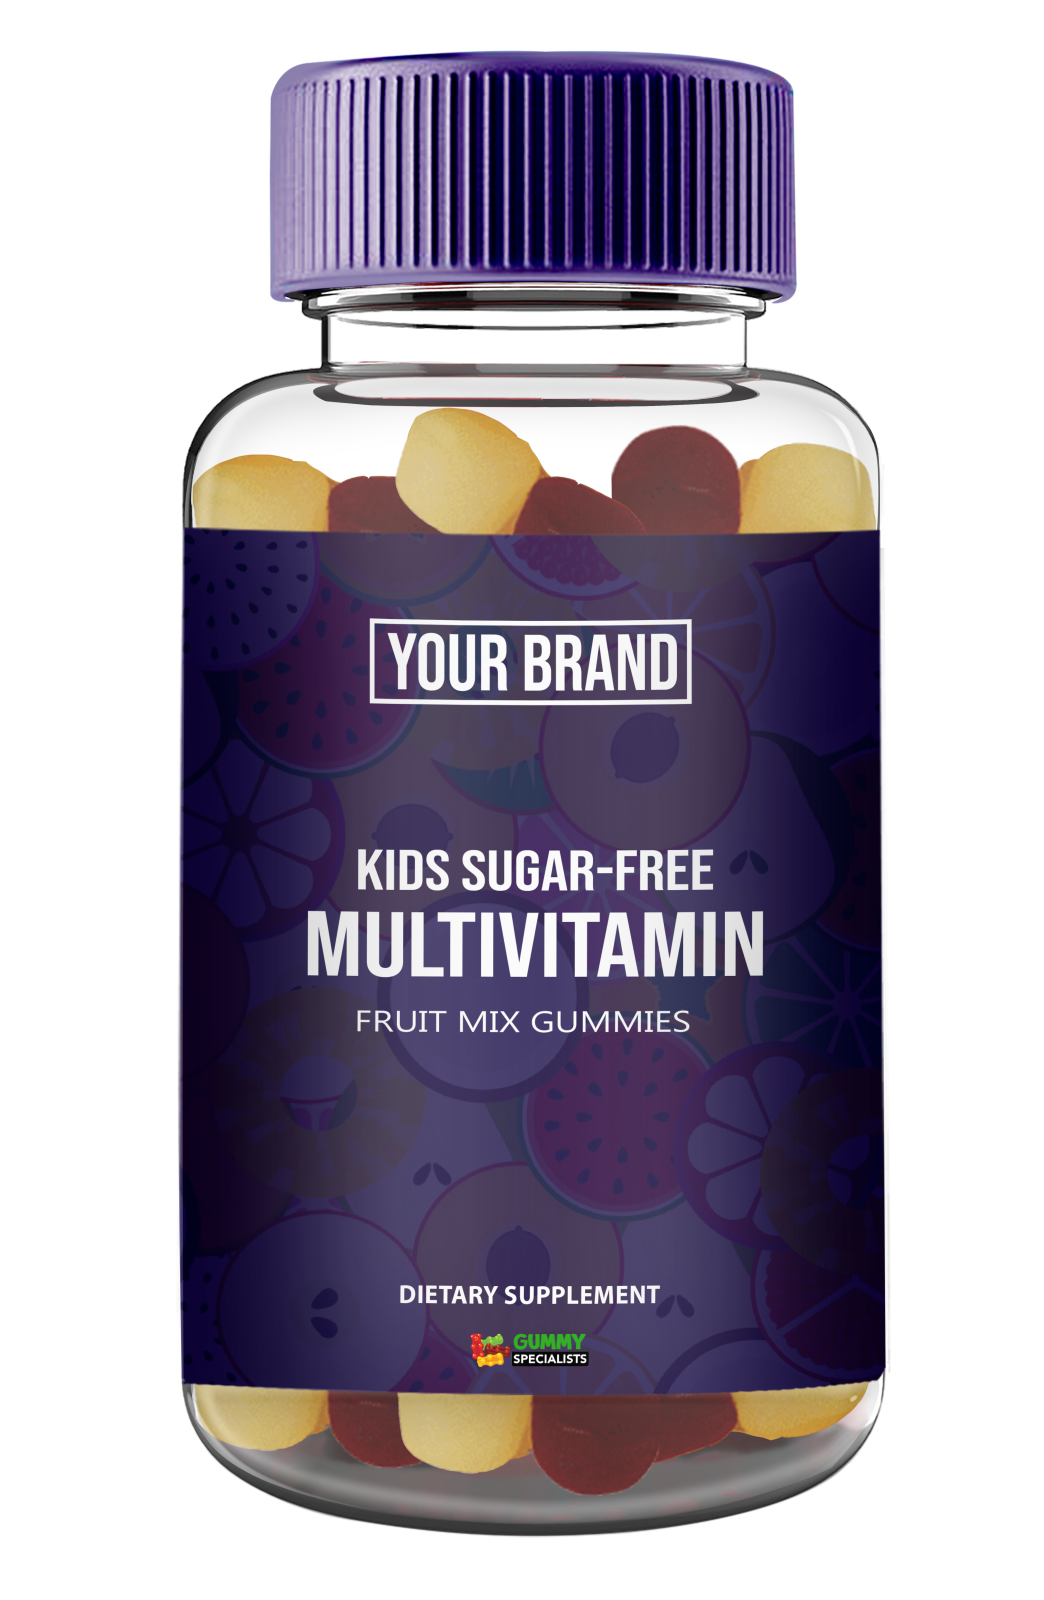 YOUR BRAND
KIDS SUGAR-FREE
MULTIVITAMIN
FRUIT MIX GUMMIES
DIETARY SUPPLEMENT
GUMMY
SPECIALISTS